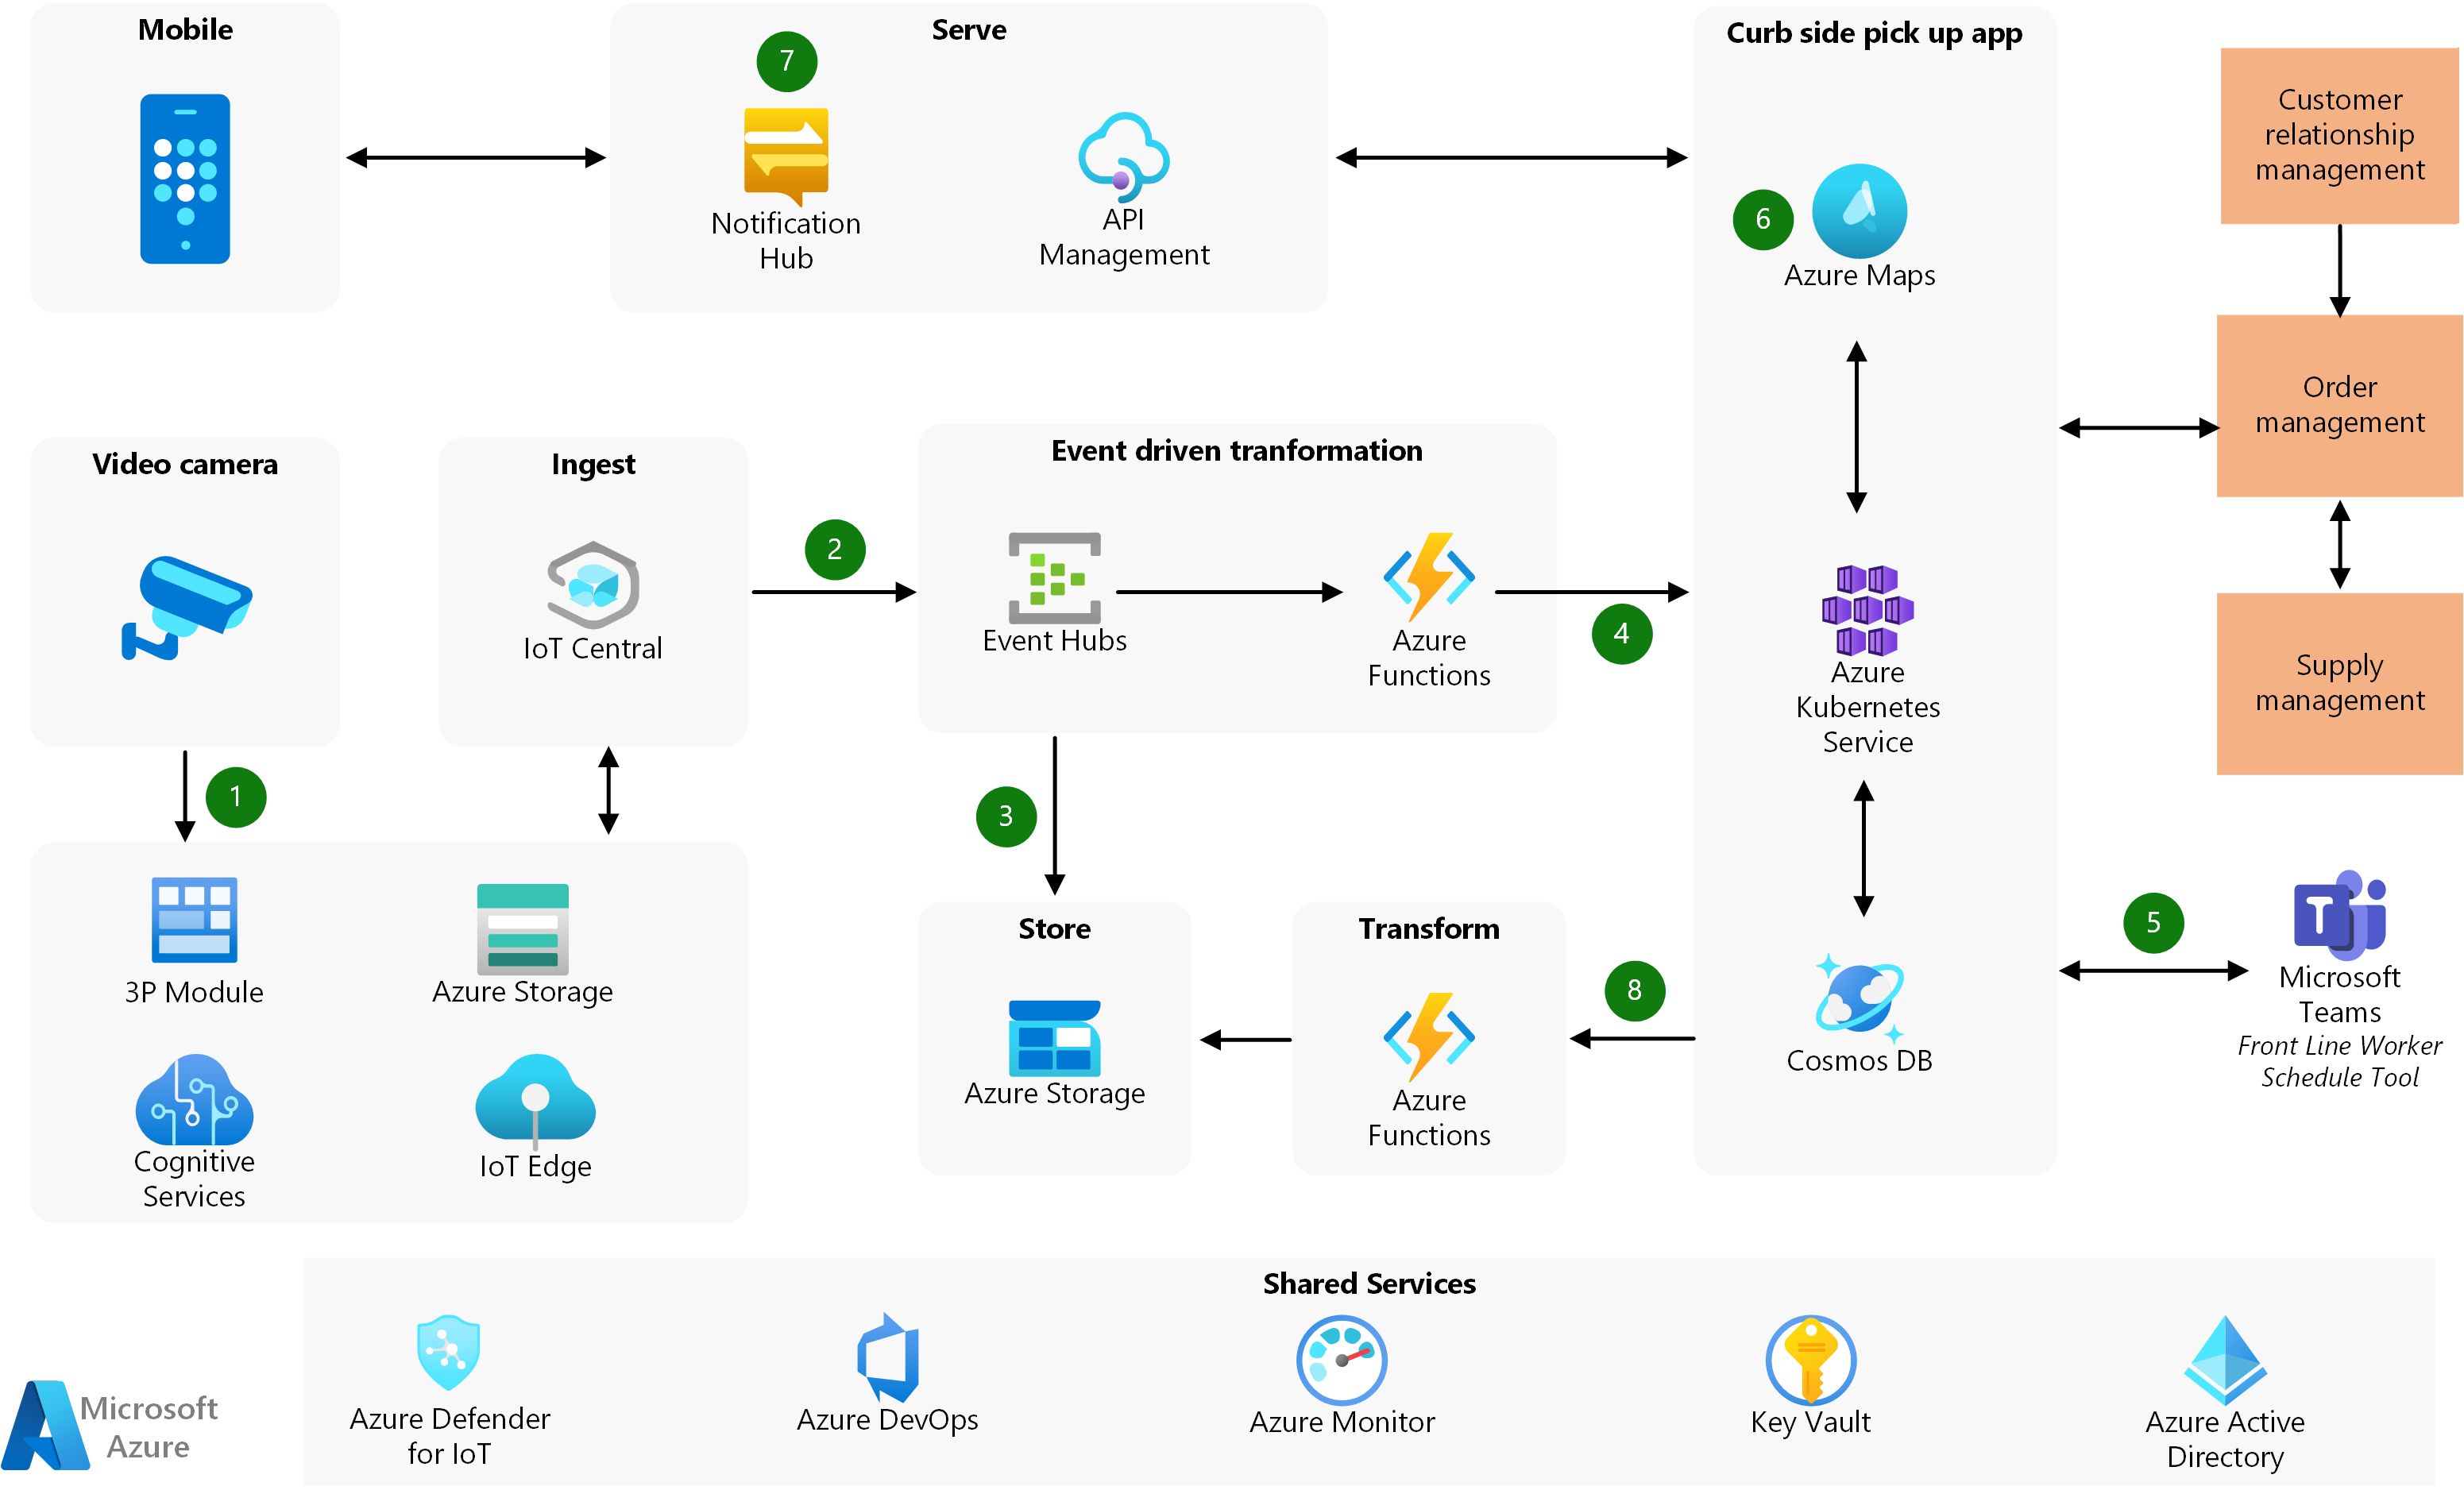 Mobile
Serve
7
Notification
Hub
API
Management
Curb side pick up app
6
Azure Maps
Customer
relationship
management
Order
management
Supply
management
Video camera
Ingest
IoT Central
2
Event driven tranformation
Event Hubs
Azure
Functions
4
Azure
Kubernetes
Service
1
3
3P Module
Azure Storage
Cognitive
Services
IoT Edge
Store
Azure Storage
Transform
Azure
Functions
8
Cosmos DB
5
Microsoft
Teams
Front Line Worker
Schedule Tool
Shared Services
Azure Defender
for IoT
Azure DevOps
Azure Monitor
Key Vault
Azure Active
Directory
Microsoft
Azure